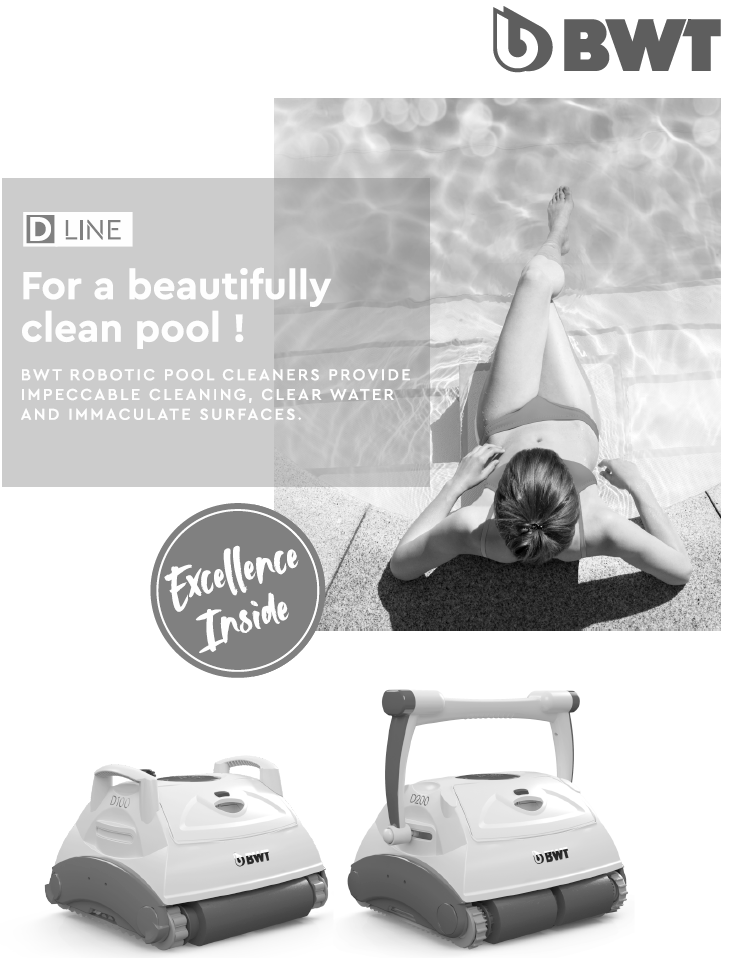 BWT
D LINE
For a beautifully
clean pool !
BWT ROBOTIC POOL CLEANERS PROVIDE
IMPECCABLE CLEANING, CLEAR WATER
AND IMMACULATE SURFACES.
Excellence
Inside
D100
BWT
D200
BWT